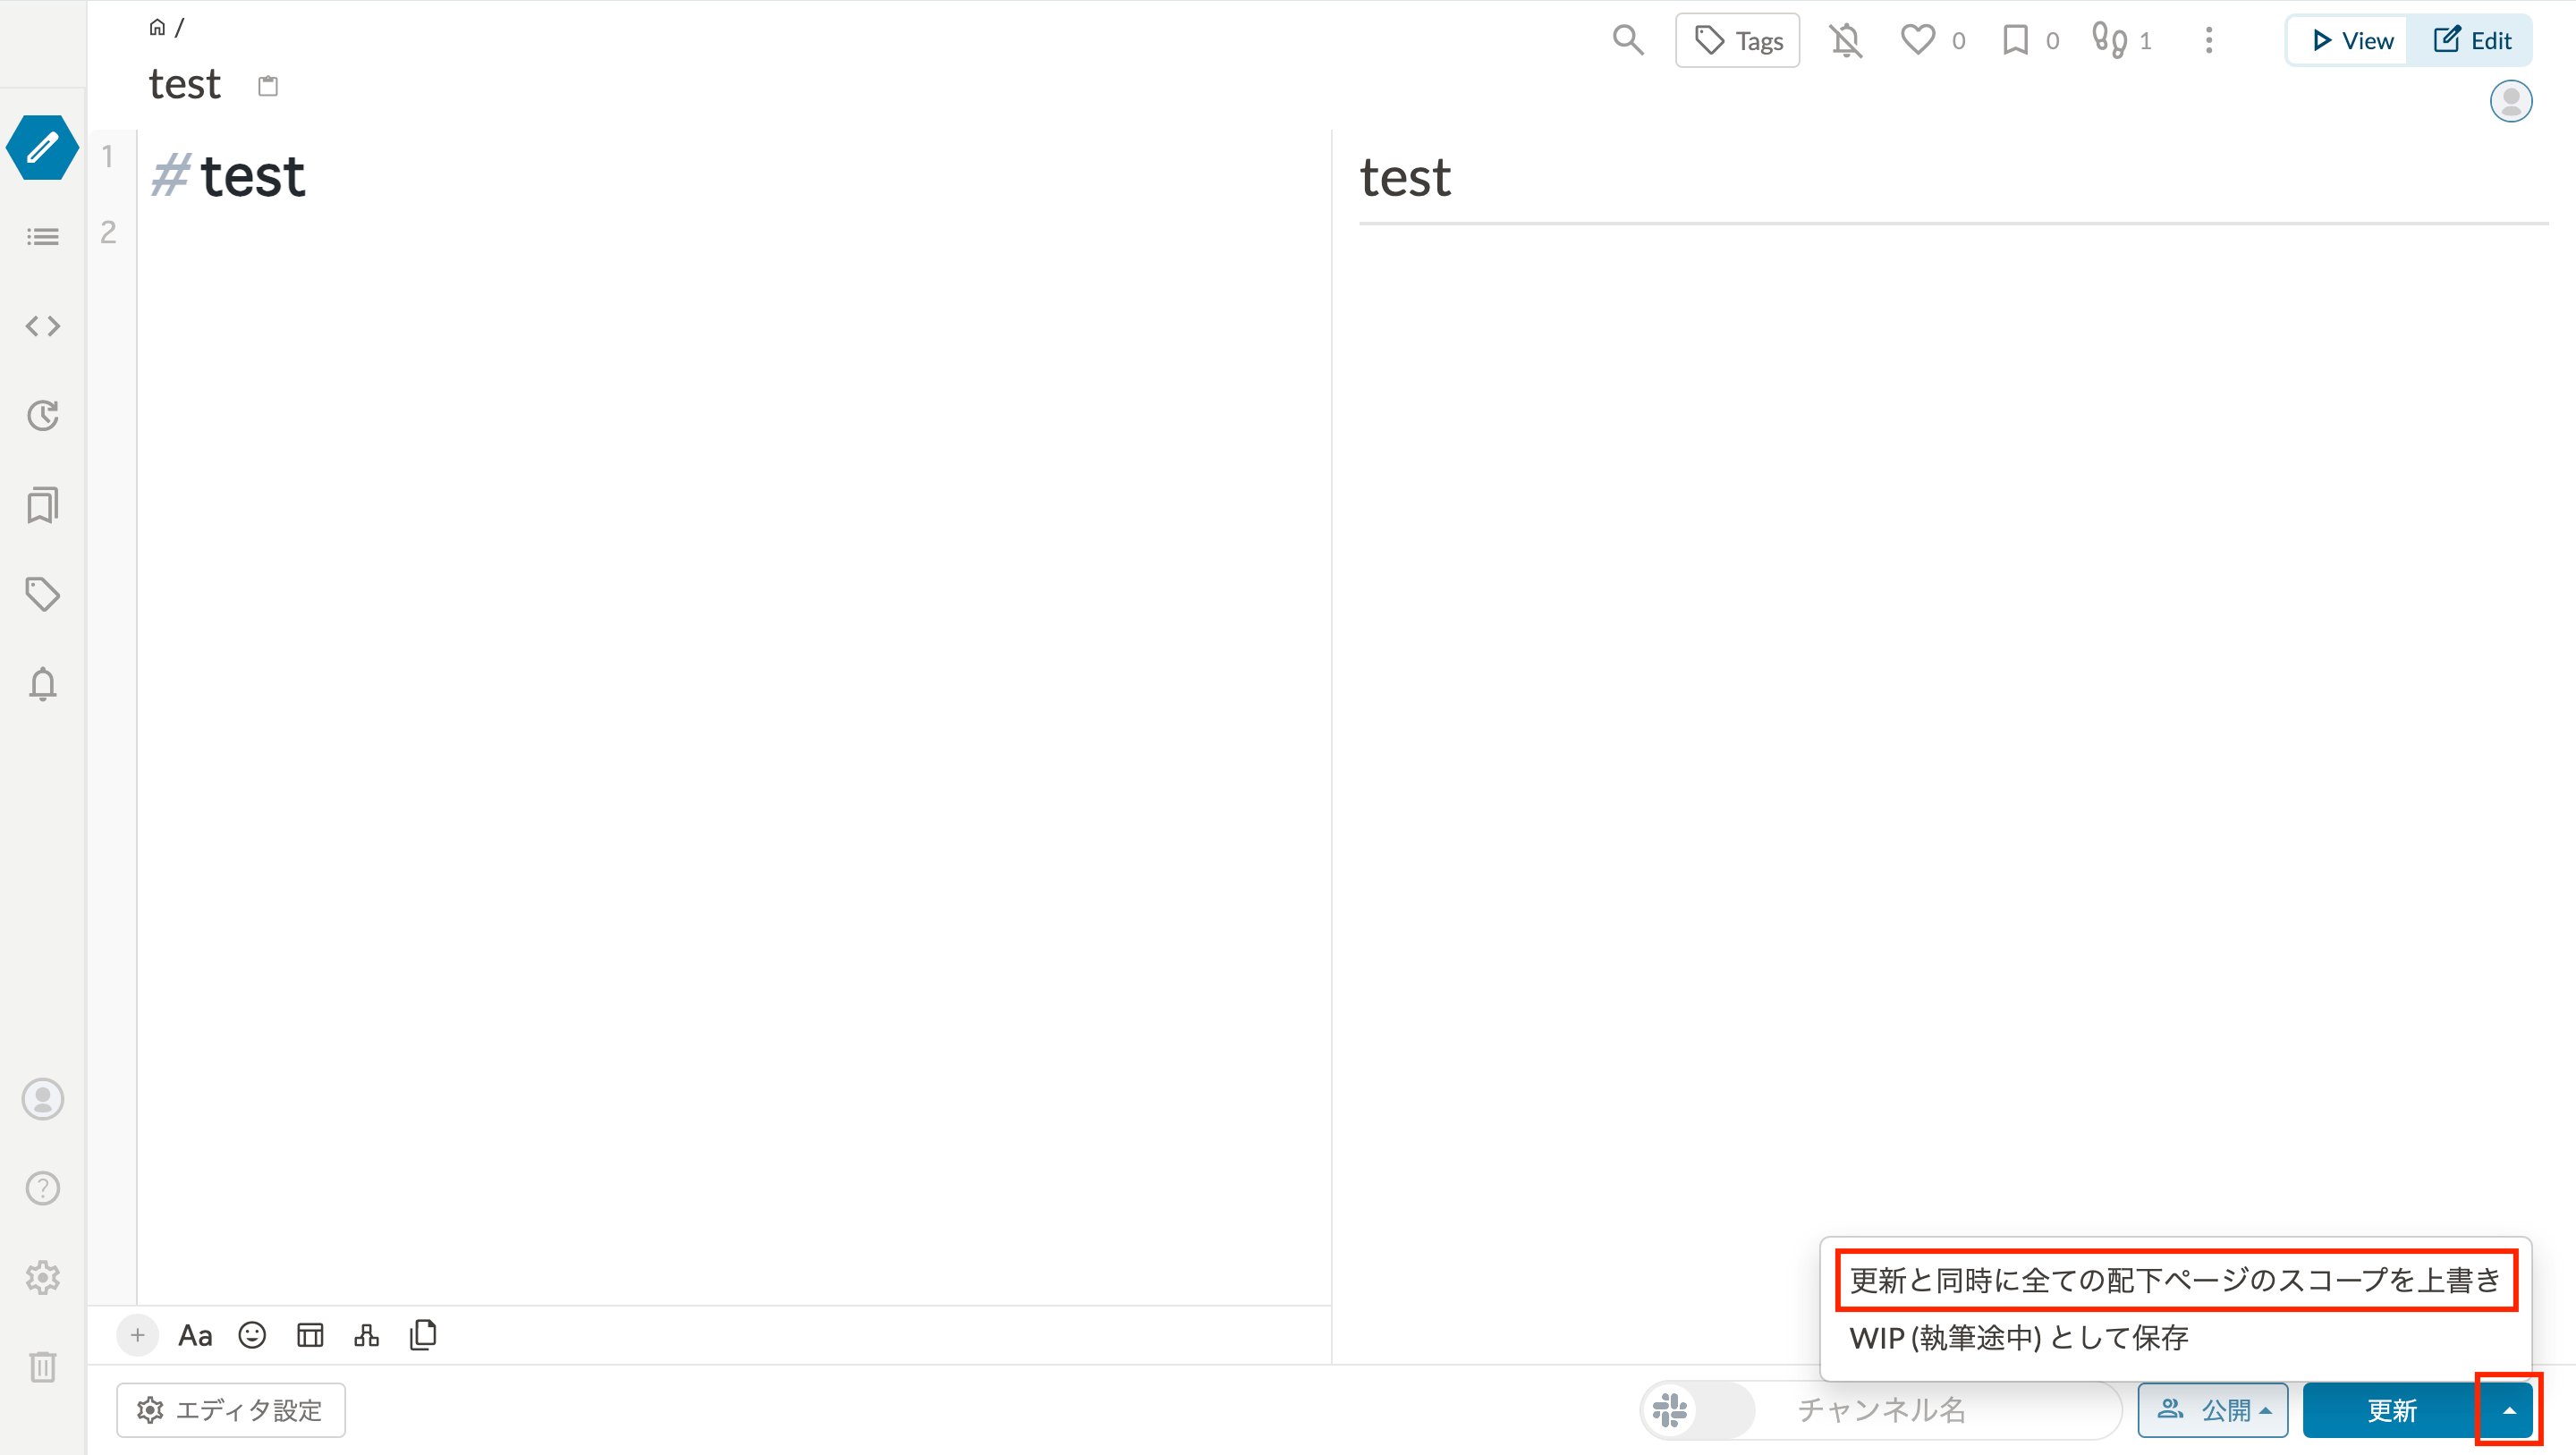 /
test
Tags
0
0
1
View
Edit
1
# test
2
test
更新と同時に全ての配下ページのスコープを上書き
WIP (執筆途中) として保存
Aa
エディタ設定
チャンネル名
公開
更新